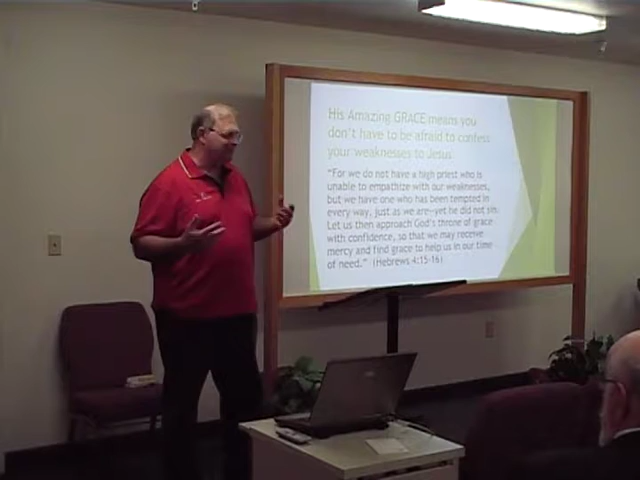 His Amazing GRACE means you
don't have to be afraid to confess
your weaknesses to Jesus
"For we do not have a high priest who is
unable to empathize with our weaknesses,
but we have one who has been tempted in
every way, just as we are—yet he did not sin.
Let us then approach God's throne of grace
with confidence, so that we may receive
mercy and find grace to help us in our time
of need." (Hebrews 4:15-16)